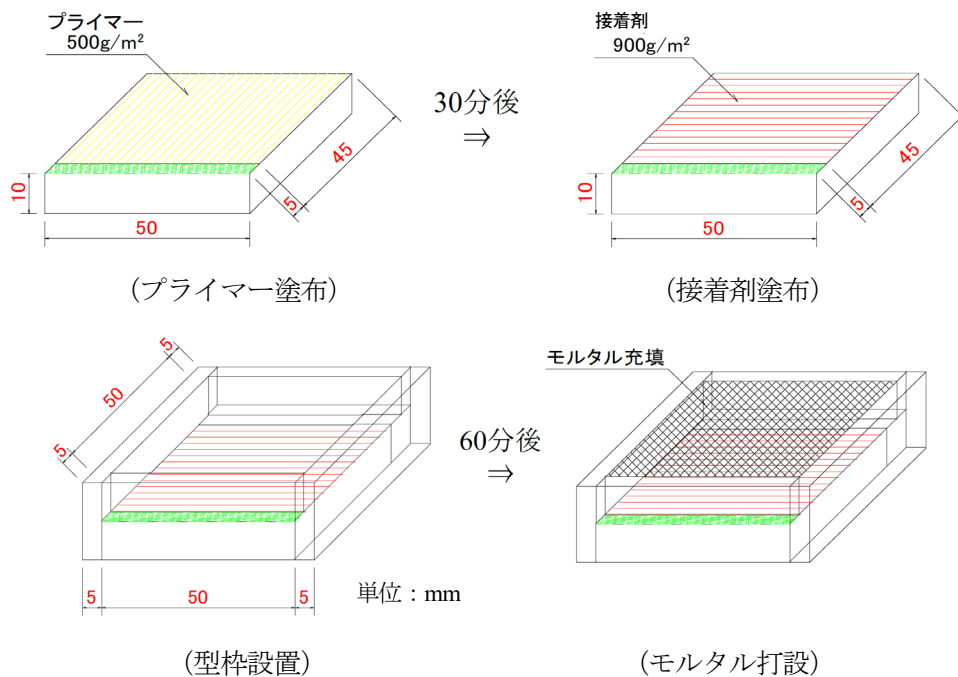 プライマー
500g/m²
10
50
5
45
(プライマー塗布)
30分後
⇒
接着剤
900g/m²
10
50
5
45
(接着剤塗布)
5
50
5
5
50
5
単位：mm
(型枠設置)
60分後
⇒
モルタル充填
(モルタル打設)